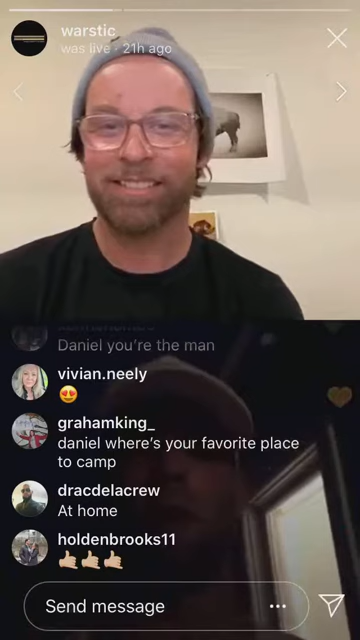 warstic
was live · 21h ago
Daniel you're the man
vivian.neely
grahamking_
daniel where's your favorite place
to camp
dracdelacrew
At home
holdenbrooks11
Send message